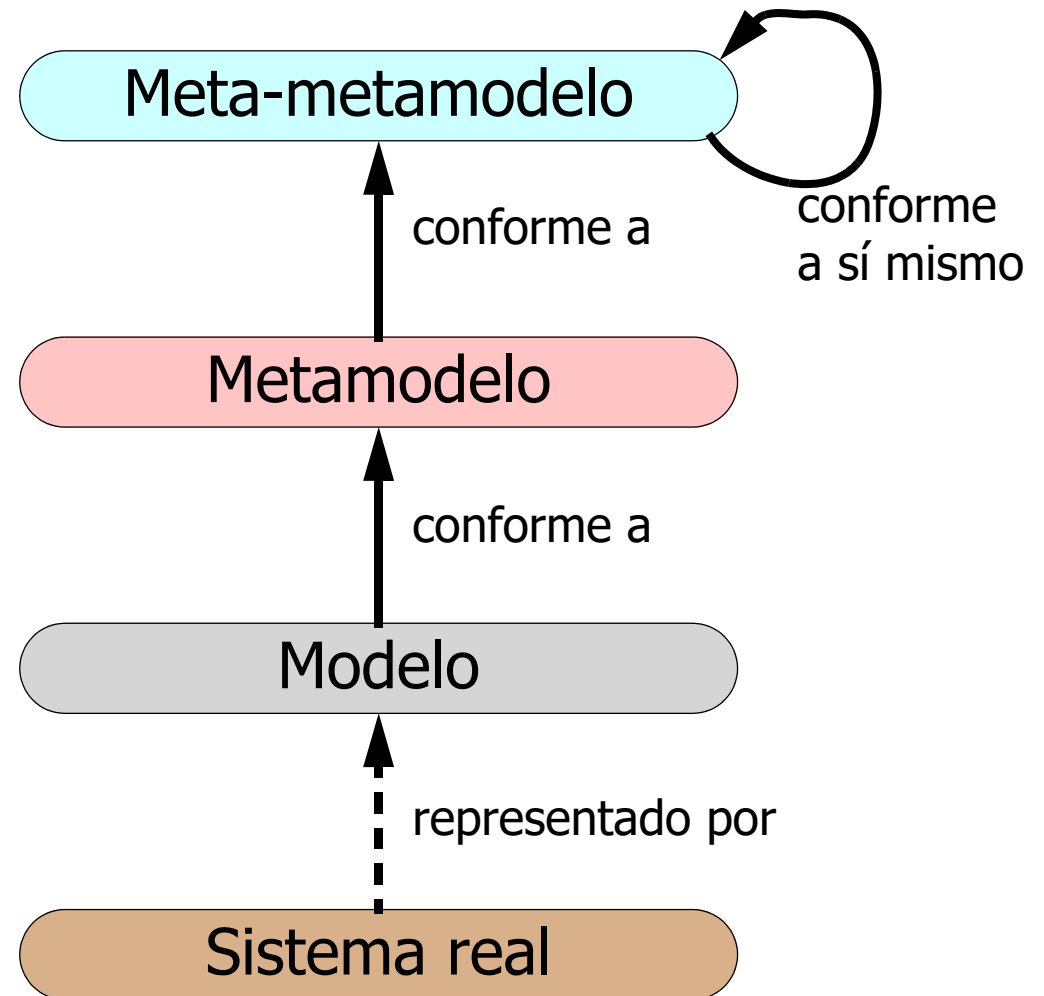 Meta-metamodelo
conforme a
conforme
a sí mismo
Metamodelo
conforme a
Modelo
representado por
Sistema real